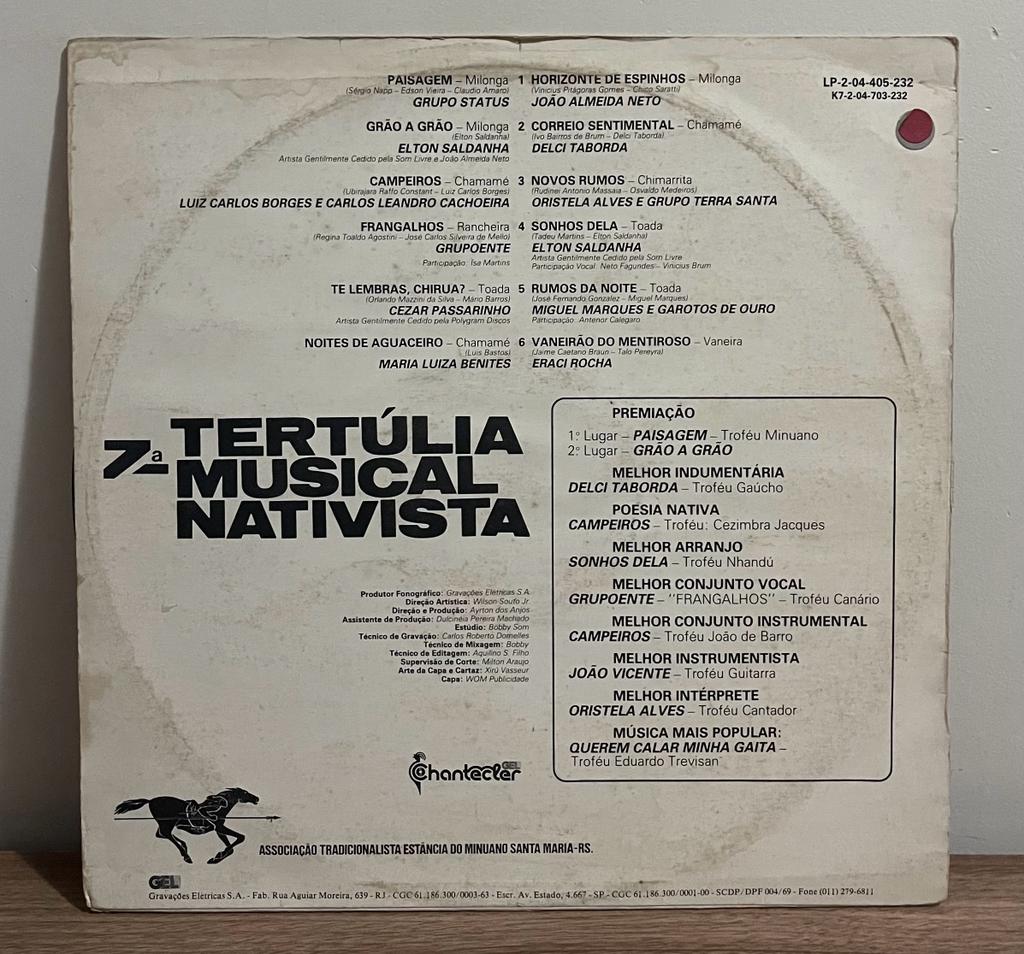 PAISAGEM – Milonga
(Sérgio Napp – Edson Vieira – Claudio Amaro)
GRUPO STATUS
GRÃO A GRÃO – Milonga
(Elton Saldanha)
ELTON SALDANHA
Artista Gentilmente Cedido pela Som Livre e João Almeida Neto
CAMPEIROS – Chamamé
(Ubirajara Raffo Constant – Luiz Carlos Borges)
LUIZ CARLOS BORGES E CARLOS LEANDRO CACHOEIRA
FRANGALHOS – Rancheira
(Regina Toaldo Agostini – José Carlos Silveira de Mello)
GRUPOENTE
Participação: Isa Martins
TE LEMBRAS, CHIRUA? – Toada
(Orlando Mazzini da Silva – Mário Barros)
CEZAR PASSARINHO
Artista Gentilmente Cedido pela Polygram Discos
NOITES DE AGUACEIRO – Chamamé
(Luis Bastos)
MARIA LUIZA BENITES
1 HORIZONTE DE ESPINHOS – Milonga
(Vinicius Pitágoras Gomes – Chico Saratti)
JOÃO ALMEIDA NETO
2 CORREIO SENTIMENTAL – Chamamé
(Ivo Bairros de Brum – Delci Taborda)
DELCI TABORDA
3 NOVOS RUMOS – Chimarrita
(Rudinei Antonio Massaia – Osvaldo Medeiros)
ORISTELA ALVES E GRUPO TERRA SANTA
4 SONHOS DELA – Toada
(Tadeu Martins – Elton Saldanha)
ELTON SALDANHA
Artista Gentilmente Cedido pela Som Livre
Participação Vocal: Neto Fagundes – Vinicius Brum
5 RUMOS DA NOITE – Toada
(José Fernando Gonzalez – Miguel Marques)
MIGUEL MARQUES E GAROTOS DE OURO
Participação: Antenor Calegaro
6 VANEIRÃO DO MENTIROSO – Vaneira
(Jaime Caetano Braun – Talo Pereyra)
ERACI ROCHA
LP-2-04-405-232
K7-2-04-703-232
7ª TERTÚLIA
MUSICAL
NATIVISTA
Produtor Fonográfico: Gravações Elétricas S.A.
Direção Artística: Wilson Souto Jr.
Direção e Produção: Ayrton dos Anjos
Assistente de Produção: Dulcinéia Pereira Machado
Estúdio: Bobby Som
Técnico de Gravação: Carlos Roberto Dornelles
Técnico de Mixagem: Bobby
Técnico de Editagem: Aquilino S. Filho
Supervisão de Corte: Milton Araujo
Arte da Capa e Cartaz: Xirú Vasseur
Capa: WOM Publicidade
PREMIAÇÃO
1º Lugar – PAISAGEM – Troféu Minuano
2º Lugar – GRÃO A GRÃO
MELHOR INDUMENTÁRIA
DELCI TABORDA – Troféu Gaúcho
POESIA NATIVA
CAMPEIROS – Troféu: Cezimbra Jacques
MELHOR ARRANJO
SONHOS DELA – Troféu Nhandú
MELHOR CONJUNTO VOCAL
GRUPOENTE – "FRANGALHOS" – Troféu Canário
MELHOR CONJUNTO INSTRUMENTAL
CAMPEIROS – Troféu João de Barro
MELHOR INSTRUMENTISTA
JOÃO VICENTE – Troféu Guitarra
MELHOR INTÉRPRETE
ORISTELA ALVES – Troféu Cantador
MÚSICA MAIS POPULAR:
QUEREM CALAR MINHA GAITA –
Troféu Eduardo Trevisan
GEL
Chantecler
ASSOCIAÇÃO TRADICIONALISTA ESTÂNCIA DO MINUANO SANTA MARIA-RS.
GEL
Gravações Elétricas S.A. - Fab. Rua Aguiar Moreira, 639 - RJ - CGC 61.186.300/0003-63 - Escr. Av. Estado, 4.667 - SP - CGC 61.186.300/0001-00 - SCDP/DPF 004/69 - Fone (011) 279-6811